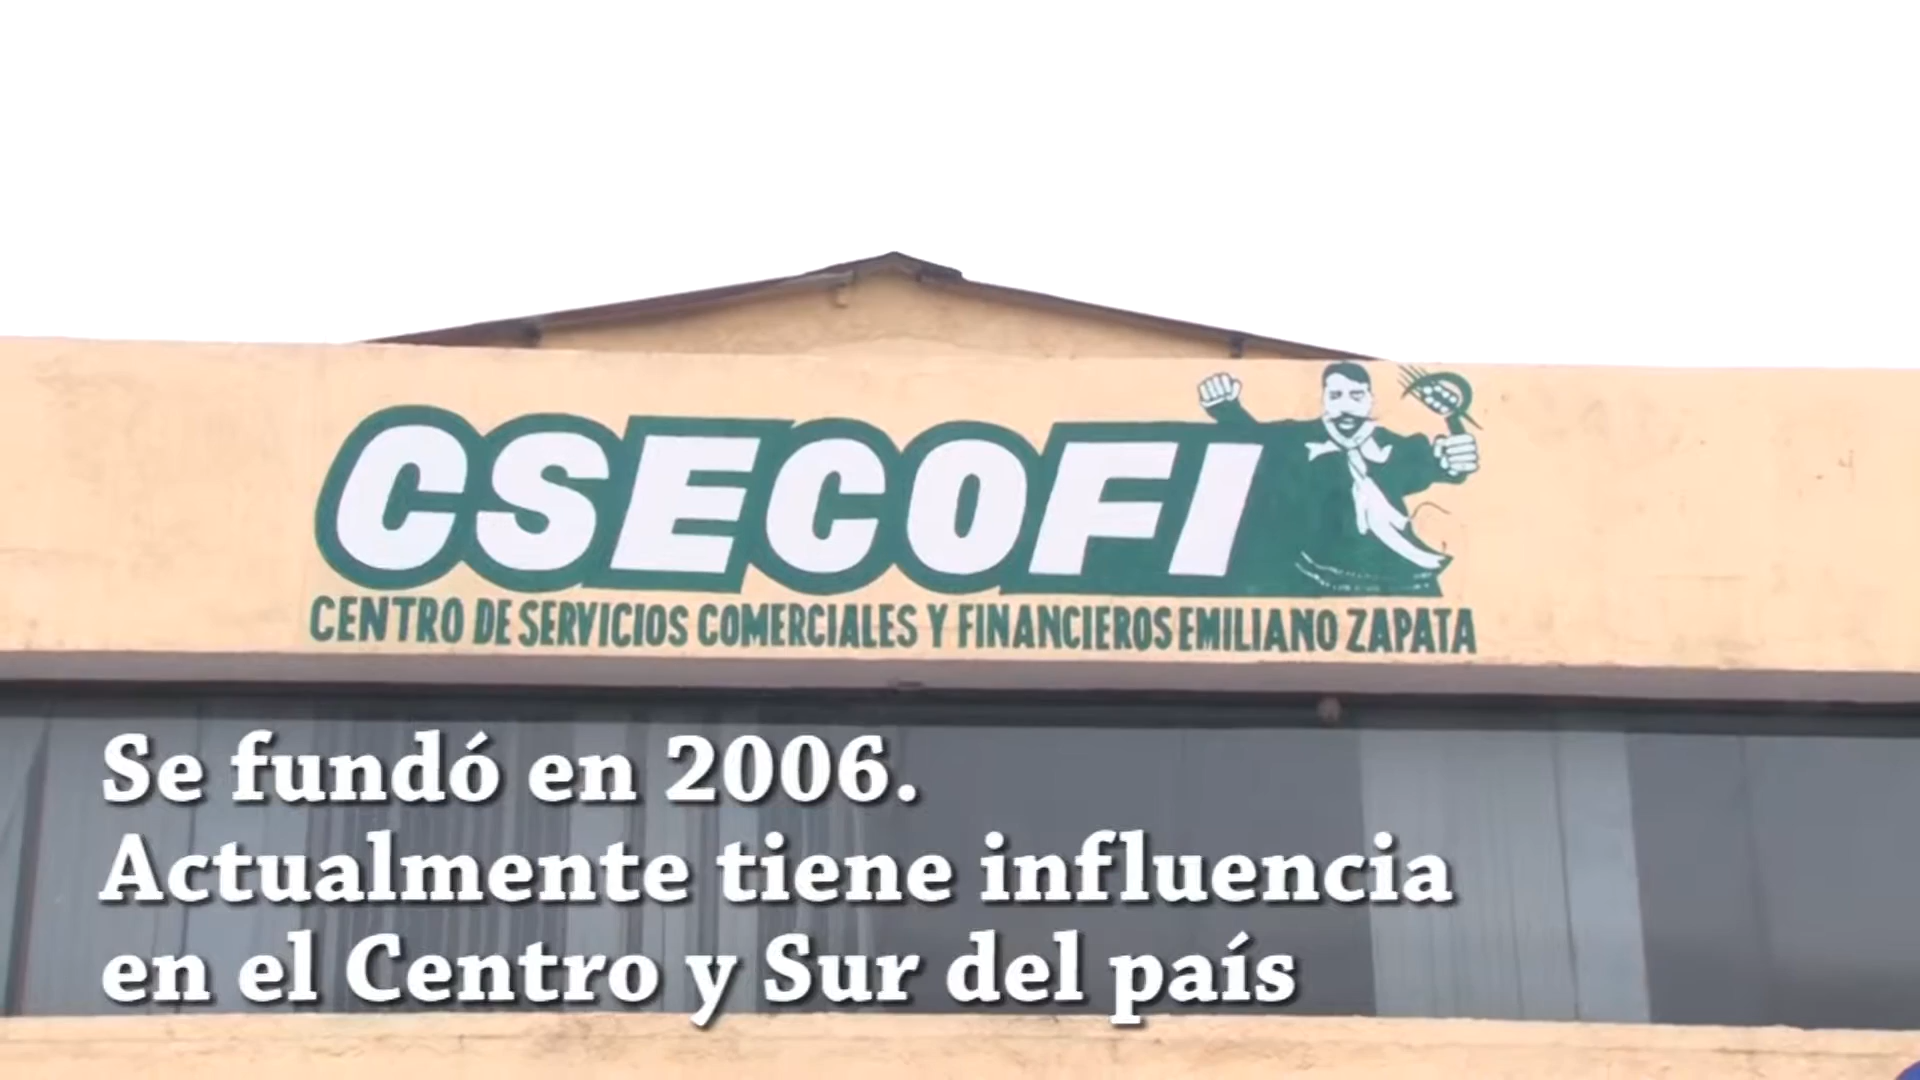 CSECOFI
CENTRO DE SERVICIOS COMERCIALES Y FINANCIEROS EMILIANO ZAPATA
Se fundó en 2006.
Actualmente tiene influencia
en el Centro y Sur del país